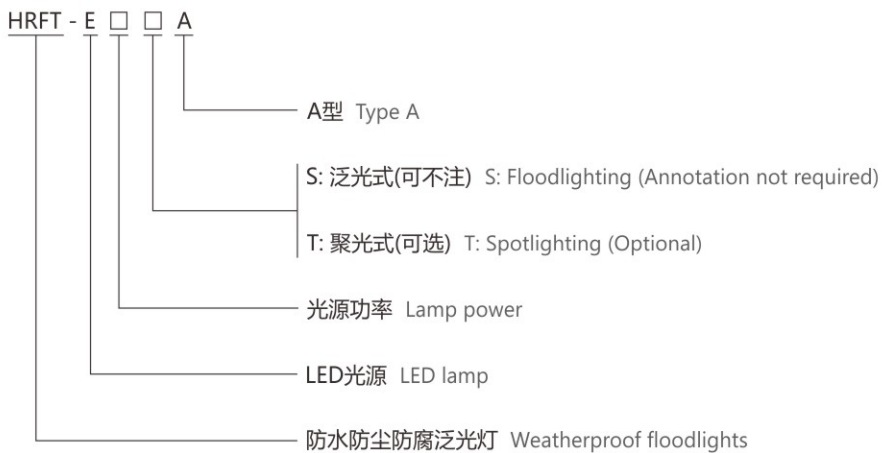 HRFT - E □ □ A
A型 Type A
S: 泛光式(可不注) S: Floodlighting (Annotation not required)
T: 聚光式(可选) T: Spotlighting (Optional)
光源功率 Lamp power
LED光源 LED lamp
防水防尘防腐泛光灯 Weatherproof floodlights